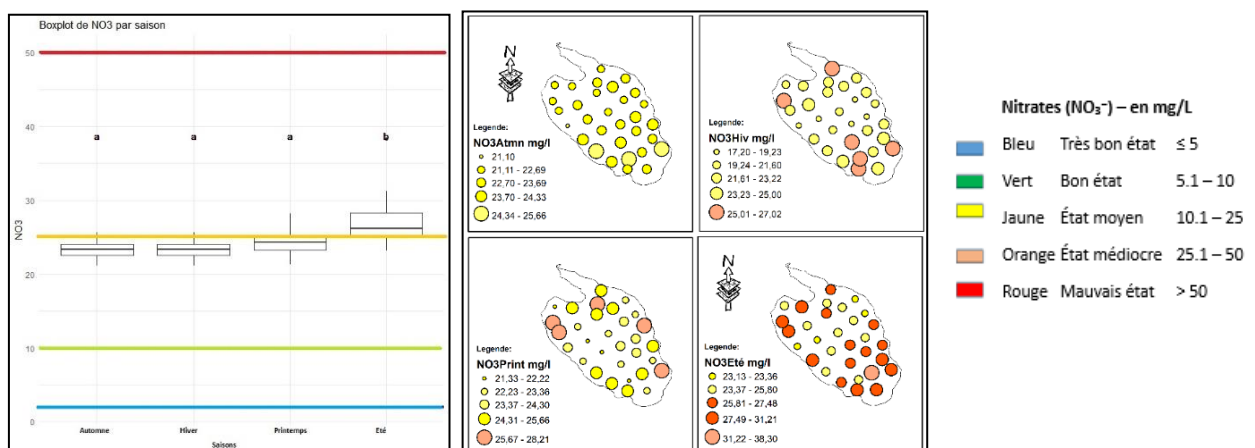 Boxplot de NO3 par saison
50
40
30
20
10
0
NO3
a
a
a
b
Automne
Hiver
Printemps
Eté
Saisons
N
Legende:
NO3Atmn mg/l
21,10
21,11 - 22,69
22,70 - 23,69
23,70 - 24,33
24,34 - 25,66
N
Legende:
NO3Hiv mg/l
17,20 - 19,23
19,24 - 21,60
21,61 - 23,22
23,23 - 25,00
25,01 - 27,02
N
Legende:
NO3Print mg/l
21,33 - 22,22
22,23 - 23,36
23,37 - 24,30
24,31 - 25,66
25,67 - 28,21
N
Legende:
NO3Eté mg/l
23,13 - 23,36
23,37 - 25,80
25,81 - 27,48
27,49 - 31,21
31,22 - 38,30
Nitrates (NO₃⁻) – en mg/L
Bleu Très bon état ≤ 5
Vert Bon état 5.1 – 10
Jaune État moyen 10.1 – 25
Orange État médiocre 25.1 – 50
Rouge Mauvais état > 50